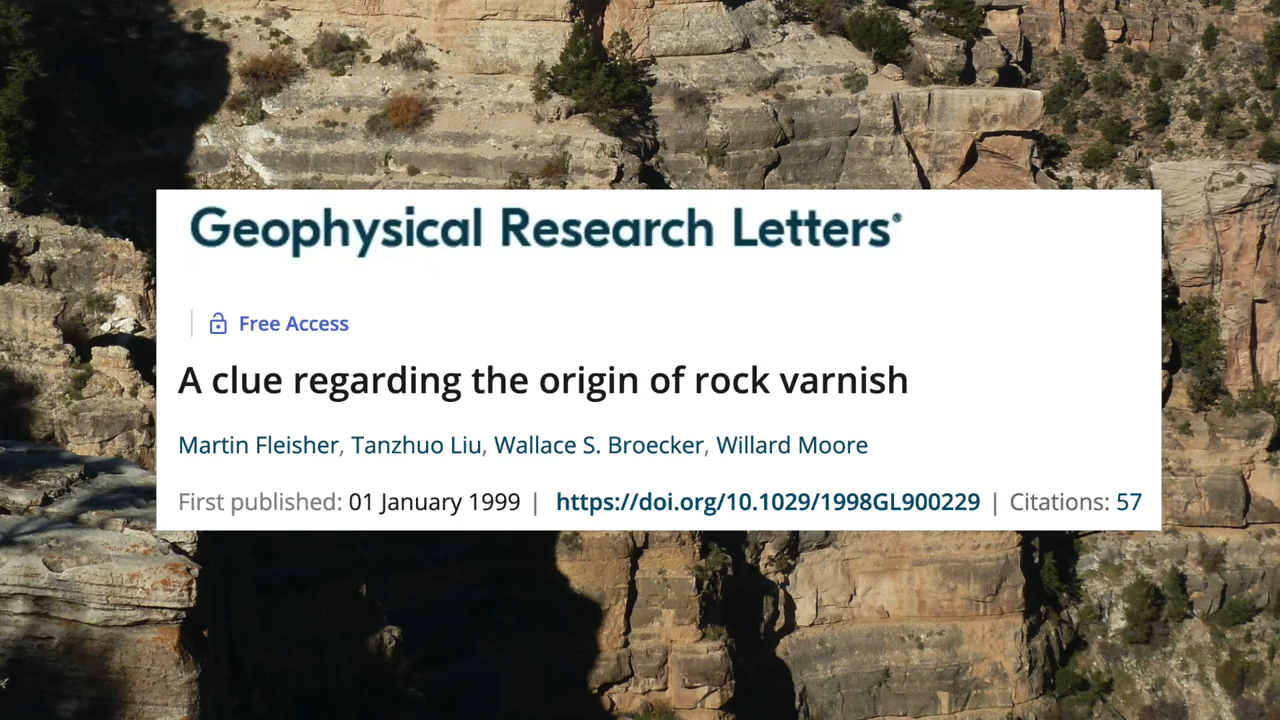 Geophysical Research Letters®
Free Access
A clue regarding the origin of rock varnish
Martin Fleisher, Tanzhuo Liu, Wallace S. Broecker, Willard Moore
First published: 01 January 1999 | https://doi.org/10.1029/1998GL900229 | Citations: 57